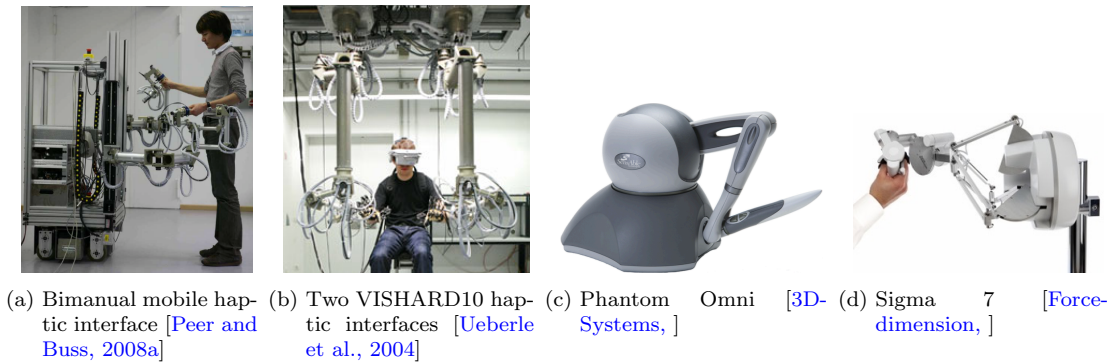 (a) Bimanual mobile hap-
tic interface [Peer and
Buss, 2008a]
(b) Two VISHARD10 hap-
tic interfaces [Ueberle
et al., 2004]
(c) Phantom Omni [3D-
Systems, ]
(d) Sigma 7 [Force-
dimension, ]